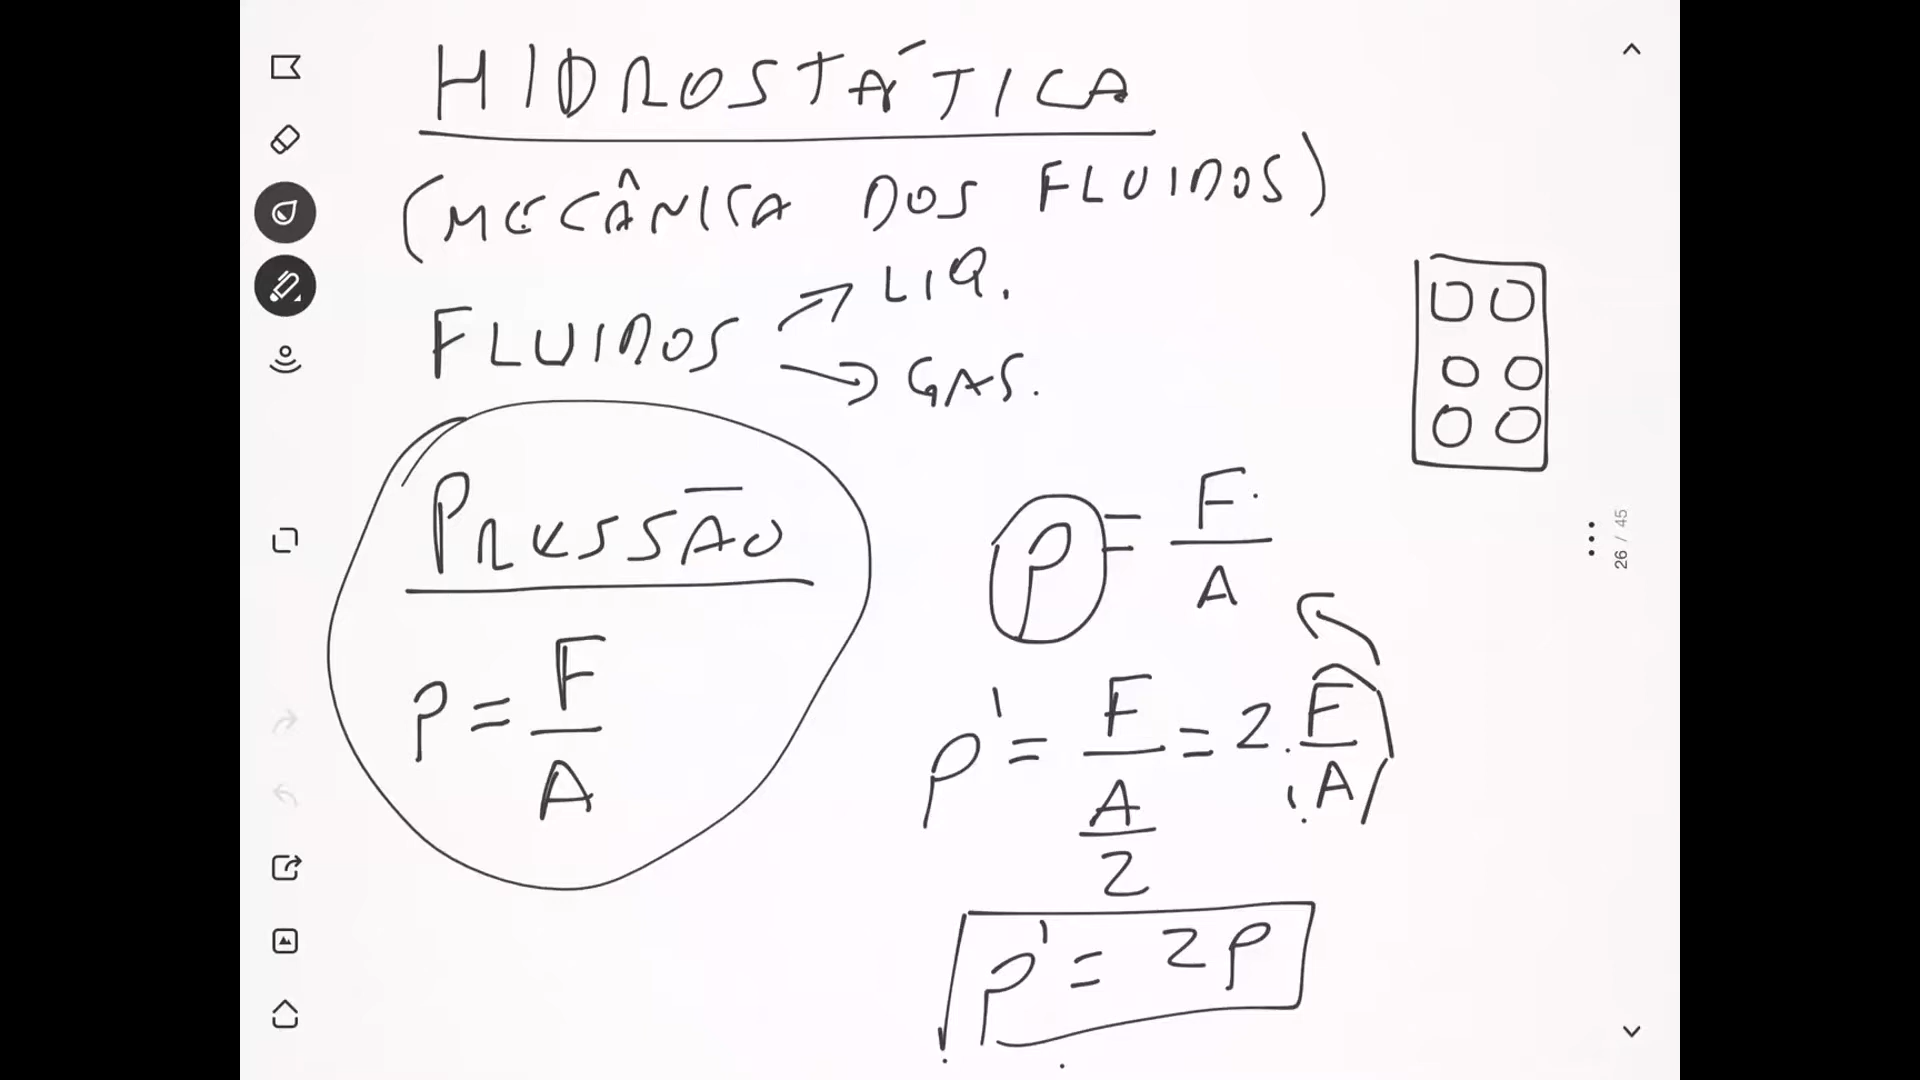 HIDROSTÁTICA
(MECÂNICA DOS FLUIDOS)
FLUIDOS → LIQ.
→ GAS.
PRESSÃO
P = F/A
P = F/A
P' = F/(A/2) = 2. F/A
P' = 2P
26 / 45